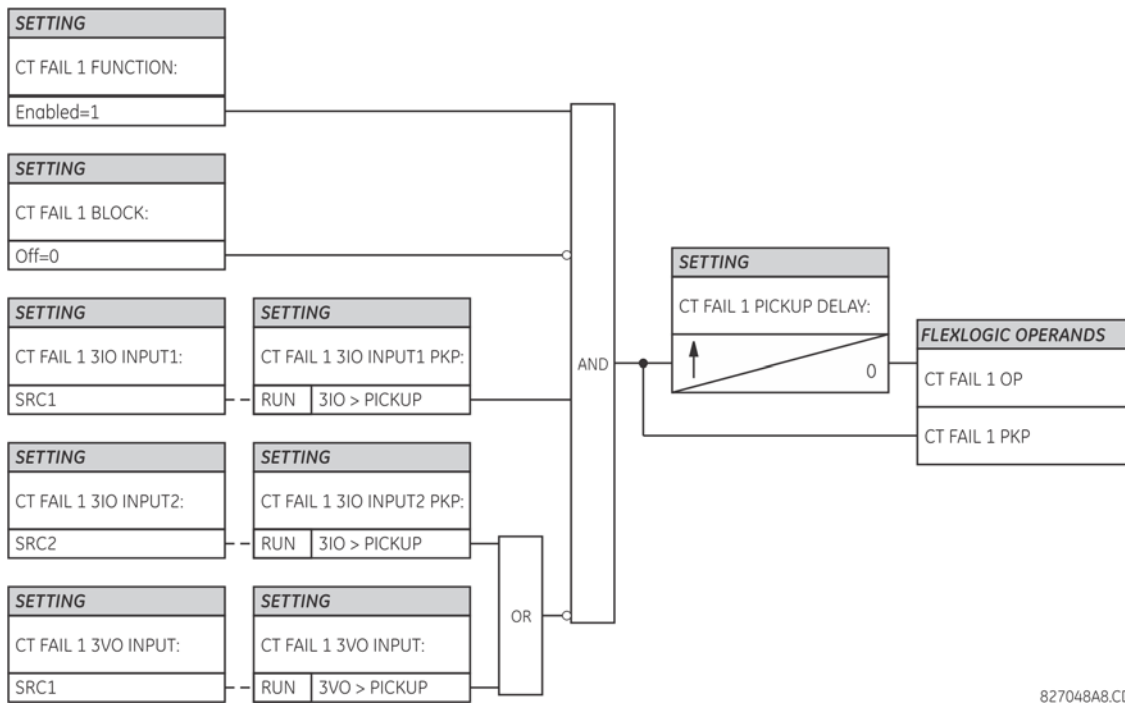 SETTING
CT FAIL 1 FUNCTION:
Enabled=1
SETTING
CT FAIL 1 BLOCK:
Off=0
SETTING
CT FAIL 1 3IO INPUT1:
SRC1
SETTING
CT FAIL 1 3IO INPUT1 PKP:
RUN 3IO > PICKUP
SETTING
CT FAIL 1 3IO INPUT2:
SRC2
SETTING
CT FAIL 1 3IO INPUT2 PKP:
RUN 3IO > PICKUP
SETTING
CT FAIL 1 3VO INPUT:
SRC1
SETTING
CT FAIL 1 3VO INPUT:
RUN 3VO > PICKUP
OR
AND
SETTING
CT FAIL 1 PICKUP DELAY:
0
FLEXLOGIC OPERANDS
CT FAIL 1 OP
CT FAIL 1 PKP